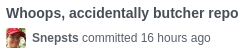 Whoops, accidentally butcher repo
Snepsts committed 16 hours ago